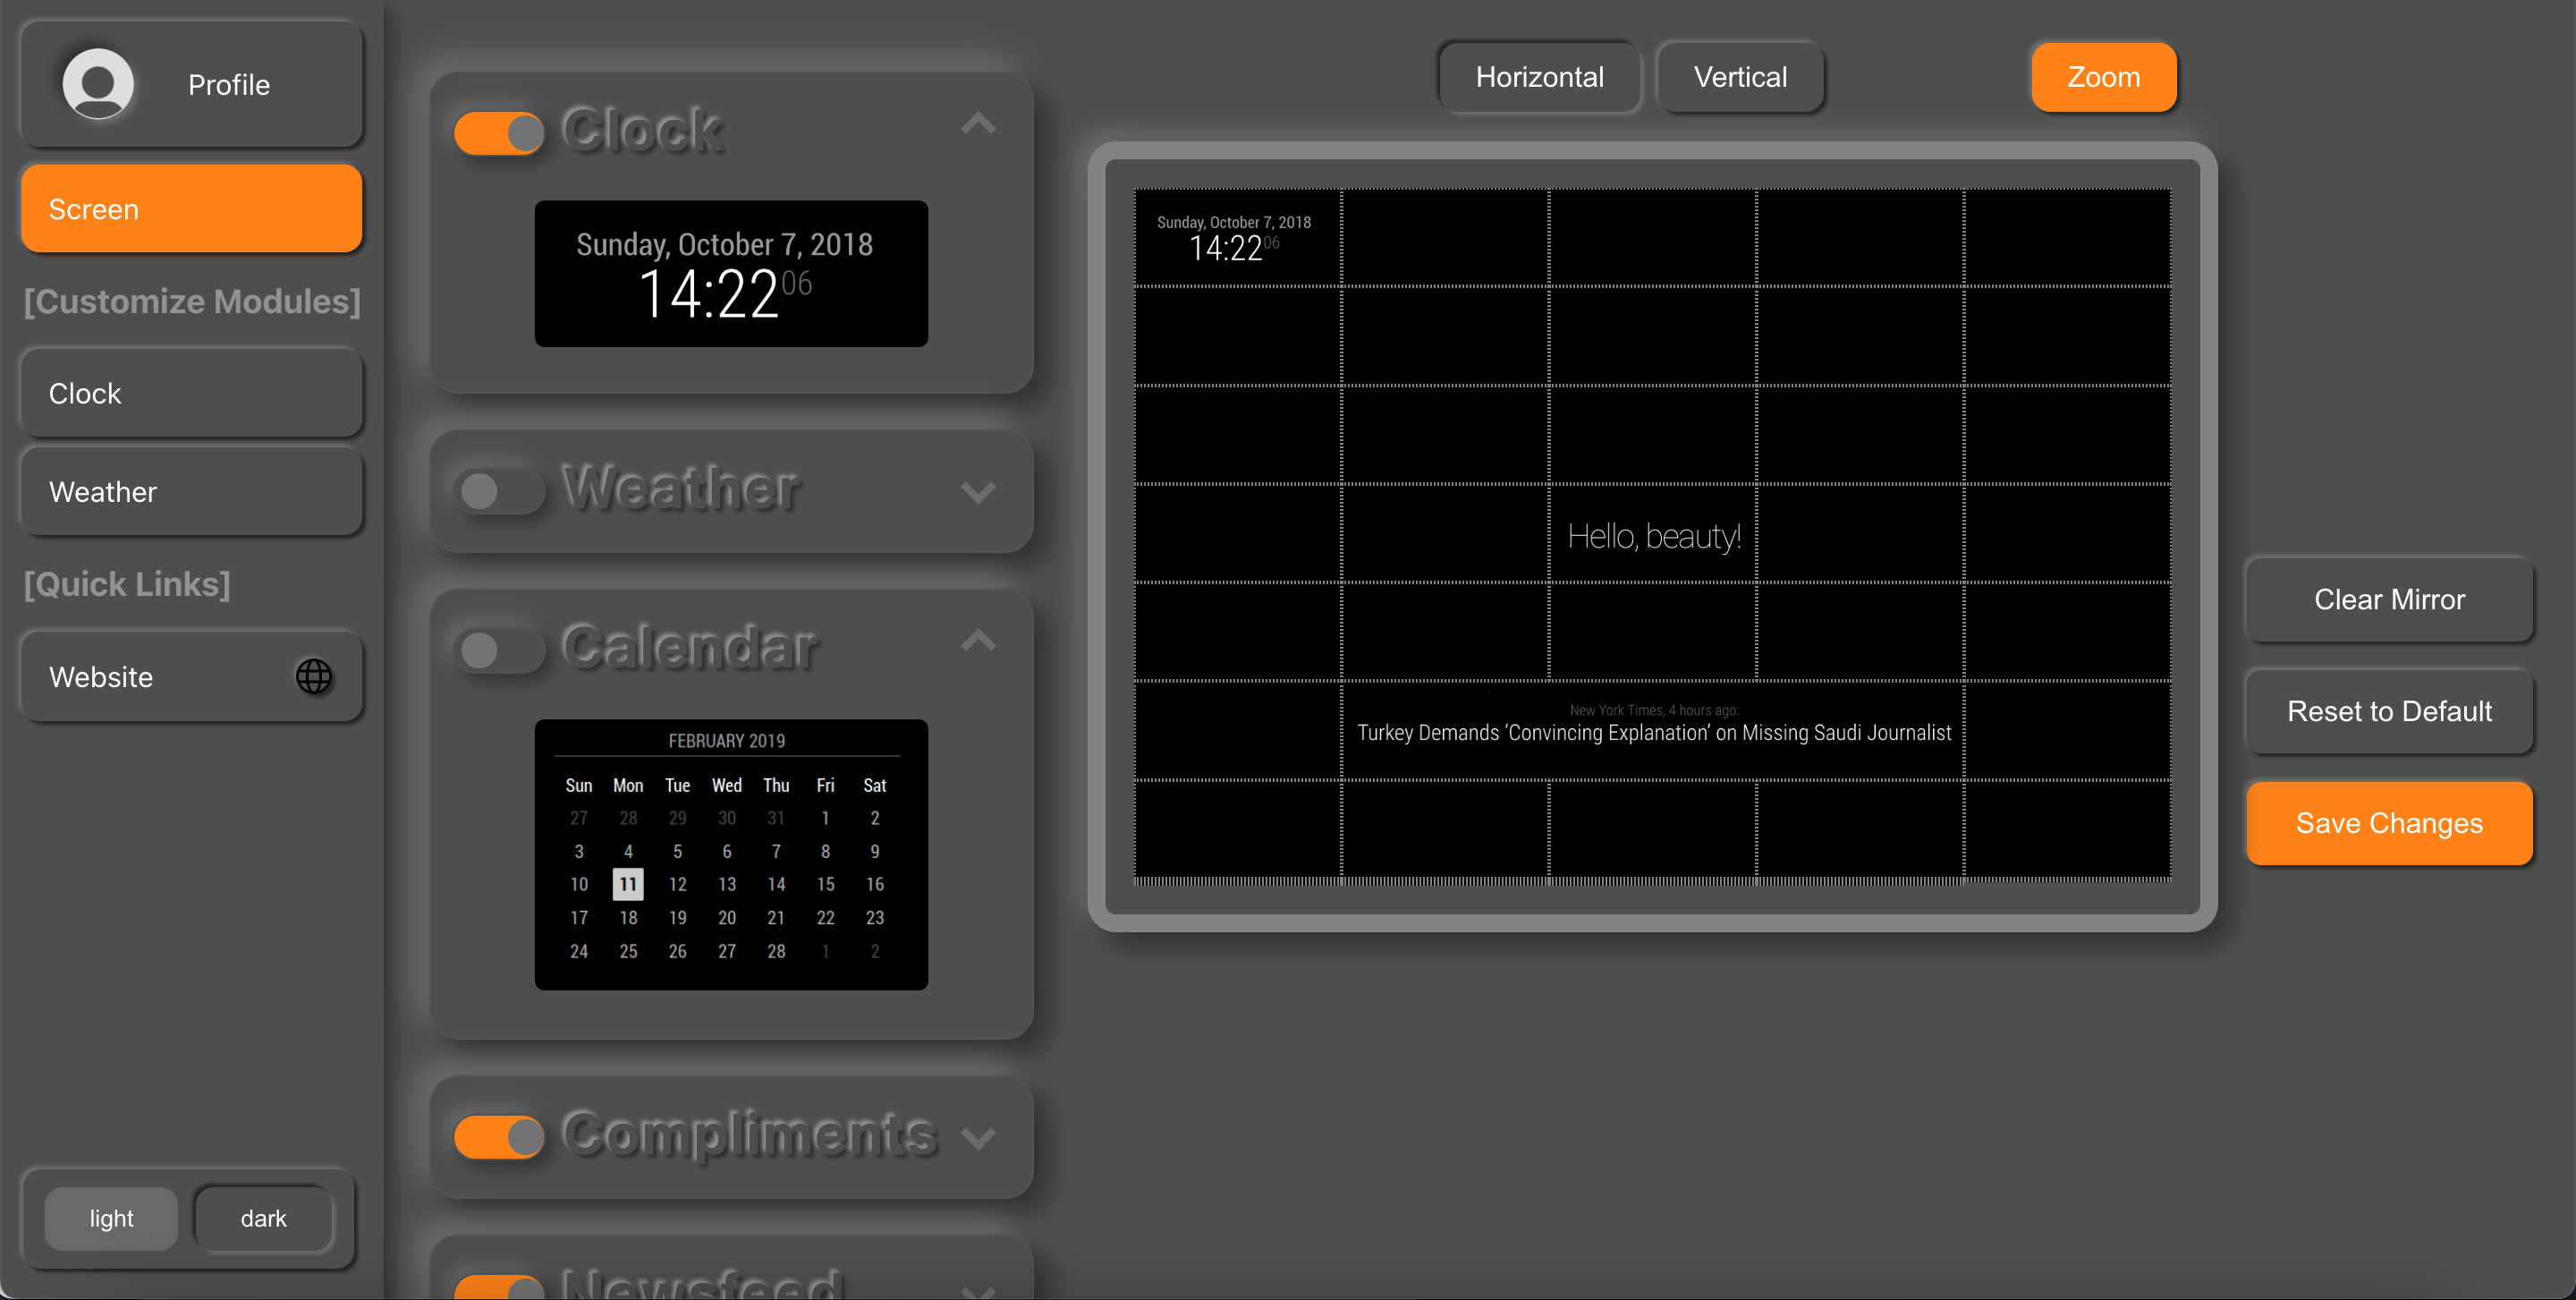 Profile
Screen
[Customize Modules]
Clock
Weather
[Quick Links]
Website
light
dark
Clock
Sunday, October 7, 2018
14:22 06
Weather
Calendar
FEBRUARY 2019
Sun Mon Tue Wed Thu Fri Sat
27 28 29 30 31 1 2
3 4 5 6 7 8 9
10 11 12 13 14 15 16
17 18 19 20 21 22 23
24 25 26 27 28 1 2
Compliments
Newsfeed
Horizontal
Vertical
Zoom
Sunday, October 7, 2018
14:22 06
Hello, beauty!
New York Times, 4 hours ago:
Turkey Demands ‘Convincing Explanation’ on Missing Saudi Journalist
Clear Mirror
Reset to Default
Save Changes